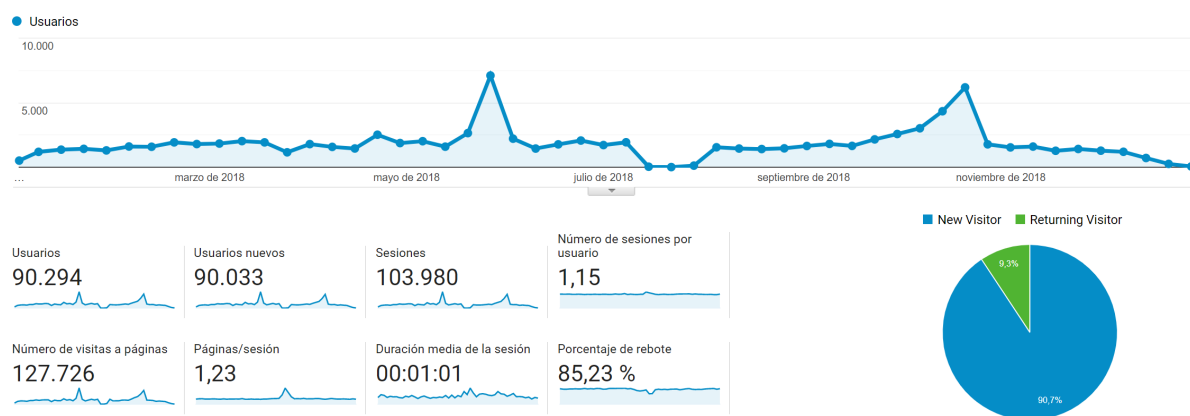 Usuarios
10.000
5.000
...
marzo de 2018
mayo de 2018
julio de 2018
septiembre de 2018
noviembre de 2018
New Visitor
Returning Visitor
Usuarios
90.294
Usuarios nuevos
90.033
Sesiones
103.980
Número de sesiones por
usuario
1,15
9,3%
90,7%
Número de visitas a páginas
127.726
Páginas/sesión
1,23
Duración media de la sesión
00:01:01
Porcentaje de rebote
85,23 %